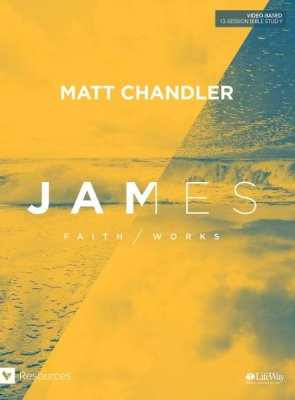 VIDEO-BASED
13-SESSION BIBLE STUDY
MATT CHANDLER
JAMES
FAITH / WORKS
Resources
LifeWay